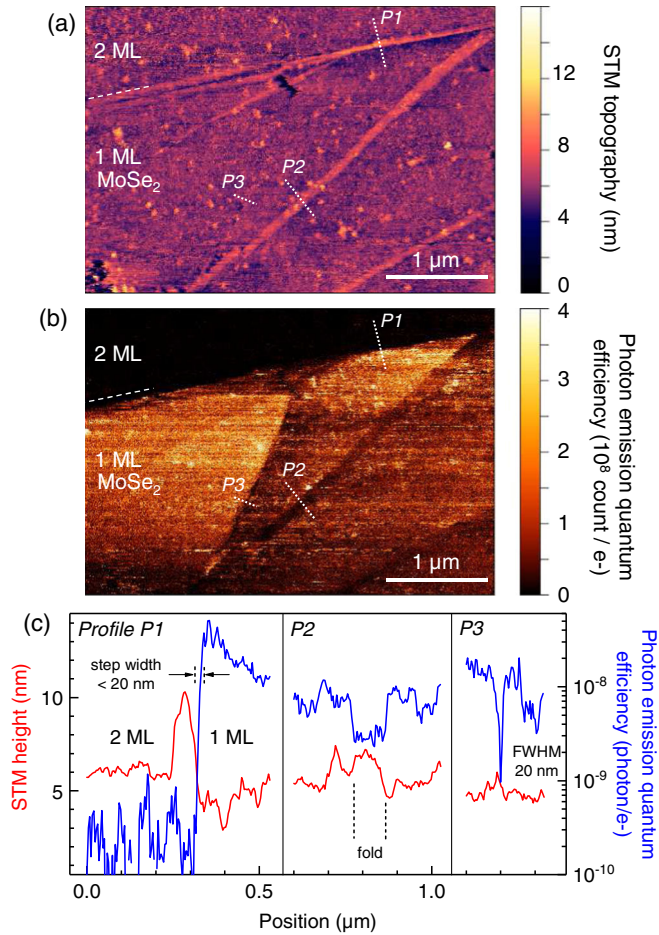 (a)
P1
2 ML
1 ML
MoSe₂
P3
P2
1 µm
12
8
4
0
STM topography (nm)
(b)
P1
2 ML
1 ML
MoSe₂
P3
P2
1 µm
4
3
2
1
0
Photon emission quantum
efficiency (10⁸ count / e-)
(c)
Profile P1
P2
P3
step width
< 20 nm
2 ML
1 ML
fold
FWHM
20 nm
10
5
STM height (nm)
10⁻⁸
10⁻⁹
10⁻¹⁰
Photon emission quantum
efficiency (photon/e-)
0.0
0.5
1.0
Position (µm)